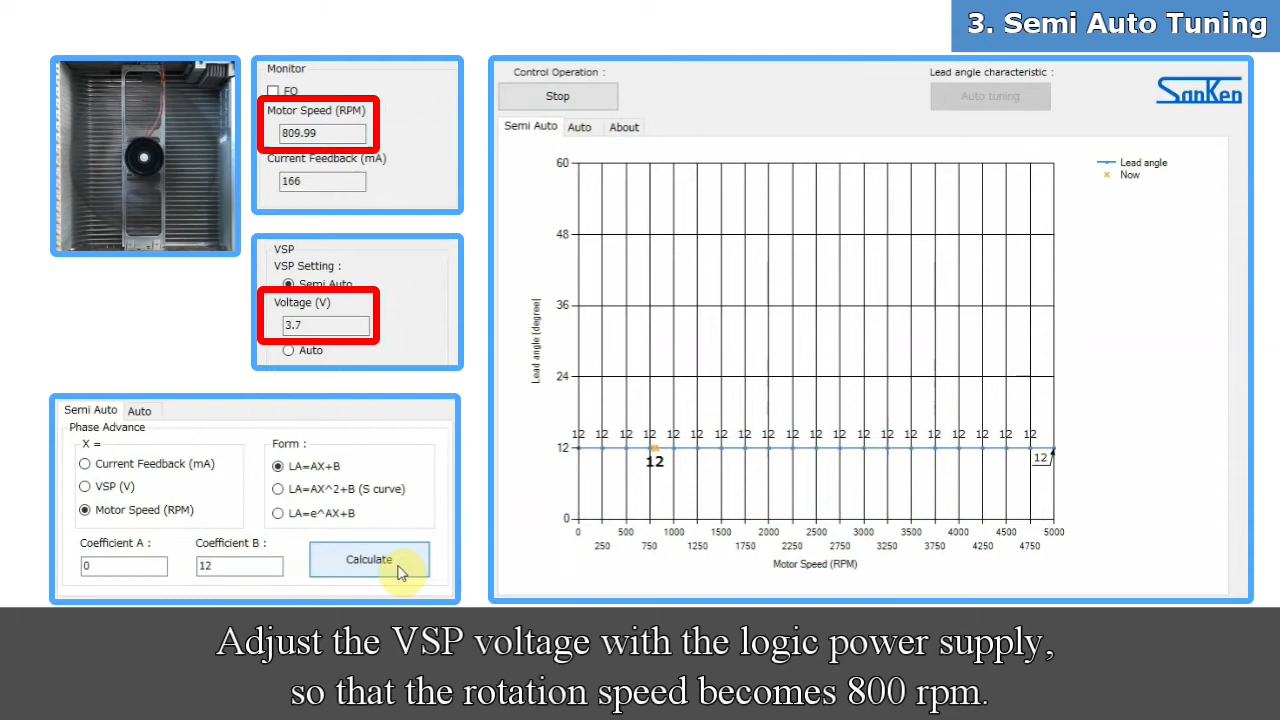 3. Semi Auto Tuning
Monitor
FO
Motor Speed (RPM)
809.99
Current Feedback (mA)
166
VSP
VSP Setting :
Semi Auto
Voltage (V)
3.7
Auto
Semi Auto Auto
Phase Advance
X =
Current Feedback (mA)
VSP (V)
Motor Speed (RPM)
Form :
LA=AX+B
LA=AX^2+B (S curve)
LA=e^AX+B
Coefficient A :
0
Coefficient B :
12
Calculate
Control Operation :
Stop
Lead angle characteristic :
Auto tuning
SanKen
Semi Auto Auto About
Lead angle
Now
60
48
36
24
12
0
Lead angle (degree)
12 12 12 12 12 12 12 12 12 12 12 12 12 12 12 12 12 12 12 12
12
12
0 500 1000 1500 2000 2500 3000 3500 4000 4500 5000
250 750 1250 1750 2250 2750 3250 3750 4250 4750
Motor Speed (RPM)
Adjust the VSP voltage with the logic power supply,
so that the rotation speed becomes 800 rpm.